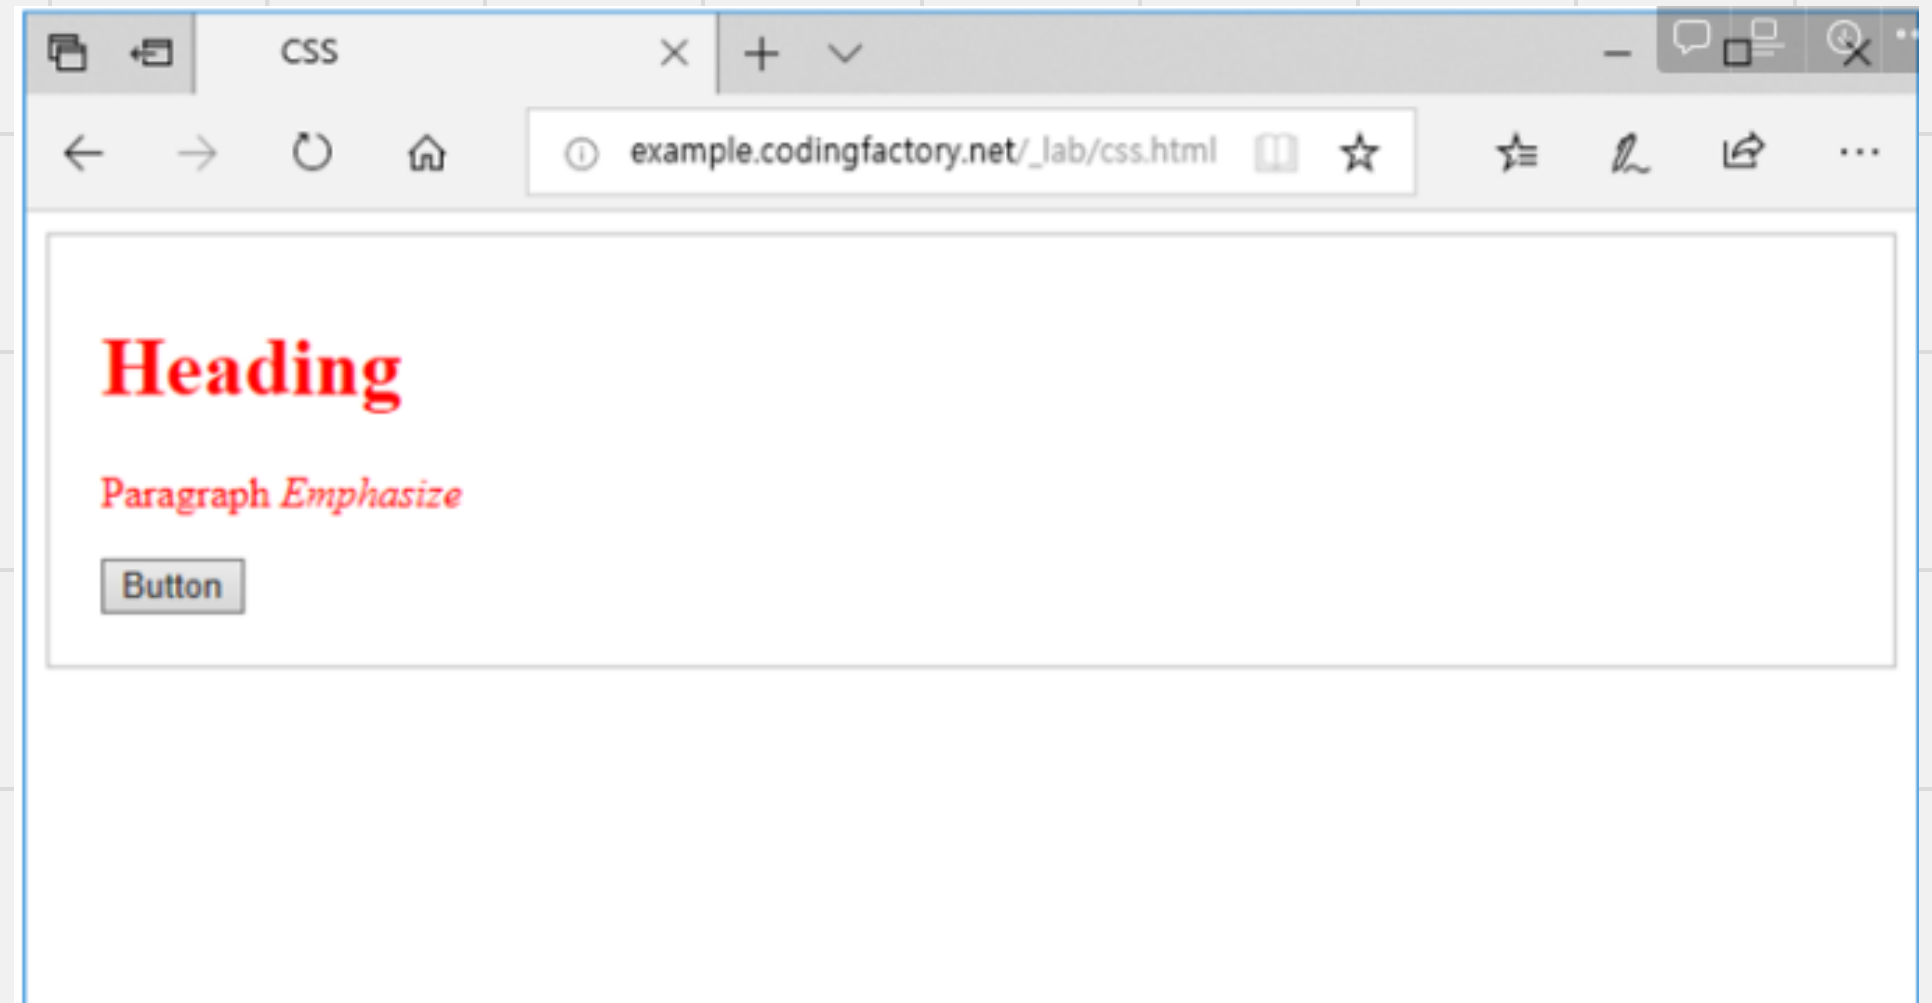 CSS
example.codingfactory.net/_lab/css.html
Heading
Paragraph Emphasize
Button